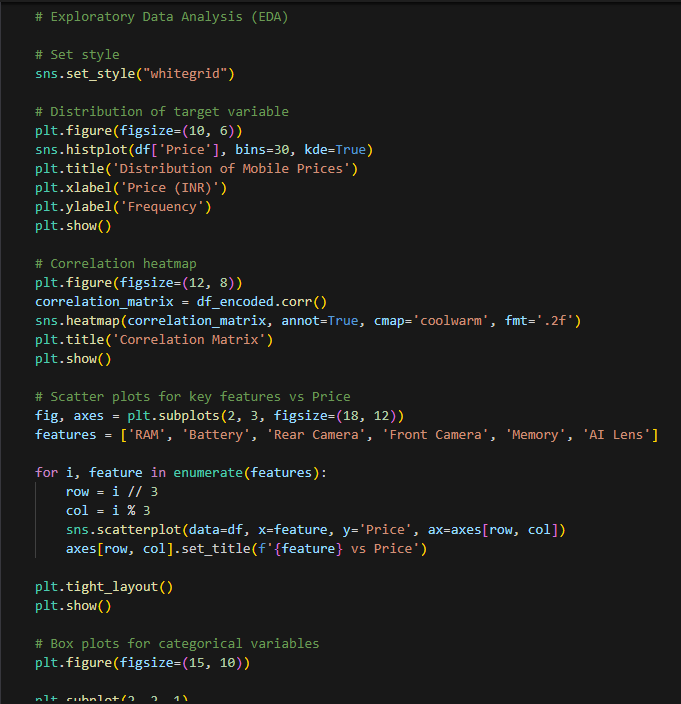 # Exploratory Data Analysis (EDA)
# Set style
sns.set_style("whitegrid")
# Distribution of target variable
plt.figure(figsize=(10, 6))
sns.histplot(df['Price'], bins=30, kde=True)
plt.title('Distribution of Mobile Prices')
plt.xlabel('Price (INR)')
plt.ylabel('Frequency')
plt.show()
# Correlation heatmap
plt.figure(figsize=(12, 8))
correlation_matrix = df_encoded.corr()
sns.heatmap(correlation_matrix, annot=True, cmap='coolwarm', fmt='.2f')
plt.title('Correlation Matrix')
plt.show()
# Scatter plots for key features vs Price
fig, axes = plt.subplots(2, 3, figsize=(18, 12))
features = ['RAM', 'Battery', 'Rear Camera', 'Front Camera', 'Memory', 'AI Lens']
for i, feature in enumerate(features):
    row = i // 3
    col = i % 3
    sns.scatterplot(data=df, x=feature, y='Price', ax=axes[row, col])
    axes[row, col].set_title(f'{feature} vs Price')
plt.tight_layout()
plt.show()
# Box plots for categorical variables
plt.figure(figsize=(15, 10))
plt.subplot(2, 2, 1)